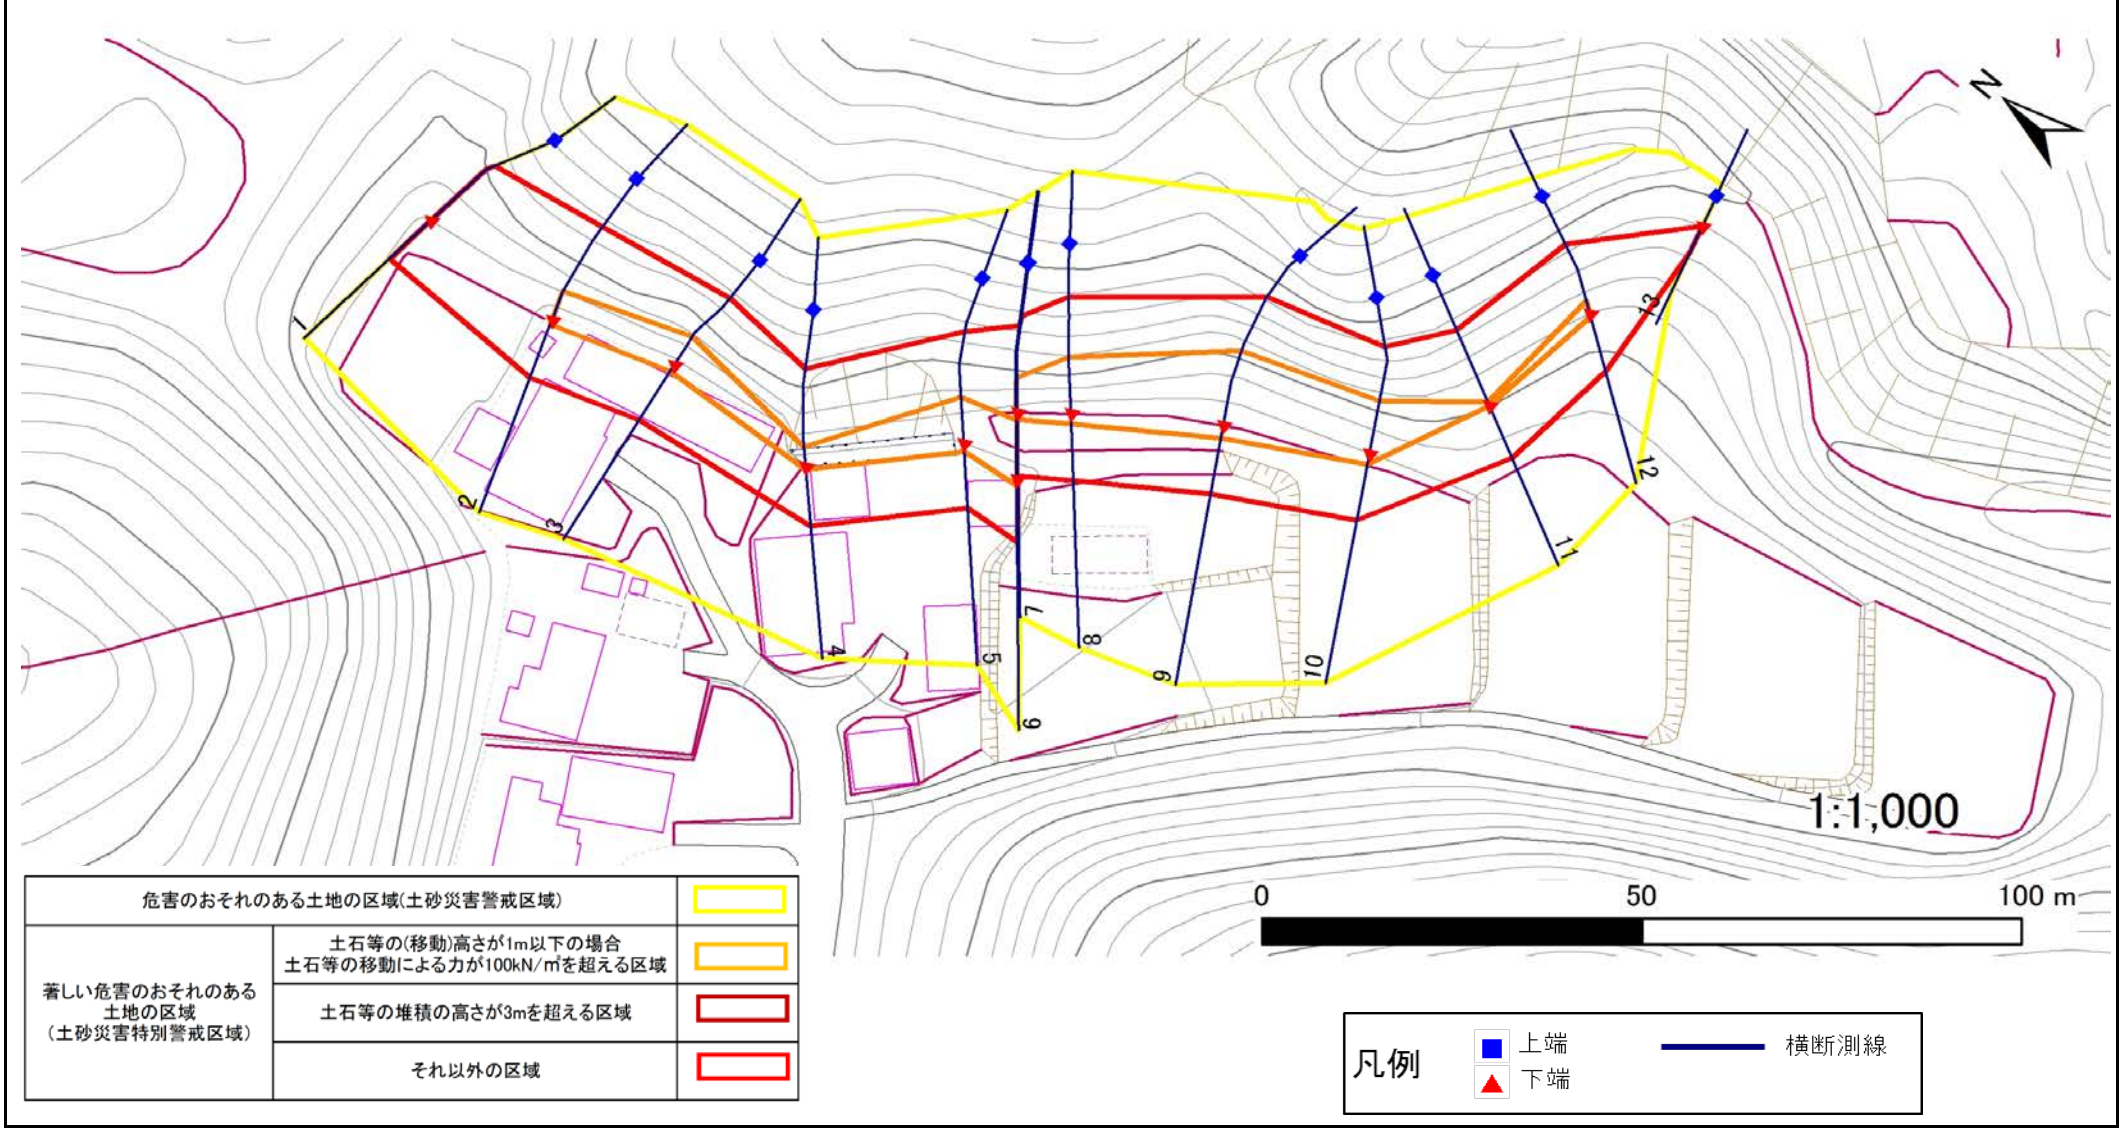 N
1
2
3
4
5
9
7
8
6
10
11
12
13
1:1,000
0 50 100 m
危害のおそれのある土地の区域(土砂災害警戒区域)
著しい危害のおそれのある
土地の区域
(土砂災害特別警戒区域)
土石等の(移動)高さが1m以下の場合
土石等の移動による力が100kN/㎡を超える区域
土石等の堆積の高さが3mを超える区域
それ以外の区域
凡例
上端
下端
横断測線